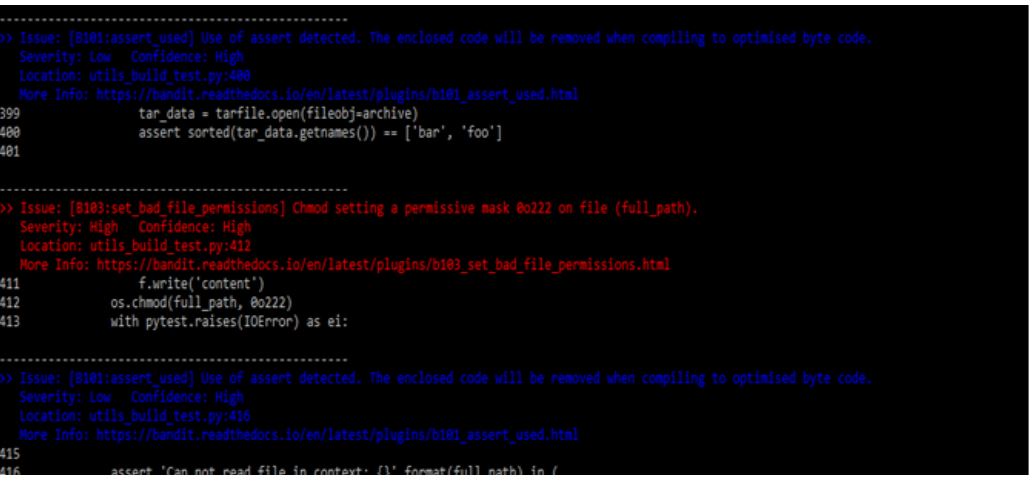 --------------------------------------------------
>> Issue: [B101:assert_used] Use of assert detected. The enclosed code will be removed when compiling to optimised byte code.
Severity: Low Confidence: High
Location: utils_build_test.py:400
More Info: https://bandit.readthedocs.io/en/latest/plugins/b101_assert_used.html
399 tar_data = tarfile.open(fileobj=archive)
400 assert sorted(tar_data.getnames()) == ['bar', 'foo']
401
--------------------------------------------------
>> Issue: [B103:set_bad_file_permissions] Chmod setting a permissive mask 0o222 on file (full_path).
Severity: High Confidence: High
Location: utils_build_test.py:412
More Info: https://bandit.readthedocs.io/en/latest/plugins/b103_set_bad_file_permissions.html
411 f.write('content')
412 os.chmod(full_path, 0o222)
413 with pytest.raises(IOError) as ei:
--------------------------------------------------
>> Issue: [B101:assert_used] Use of assert detected. The enclosed code will be removed when compiling to optimised byte code.
Severity: Low Confidence: High
Location: utils_build_test.py:416
More Info: https://bandit.readthedocs.io/en/latest/plugins/b101_assert_used.html
415
416 assert 'Can not read file in context: {}'.format(full_path) in (